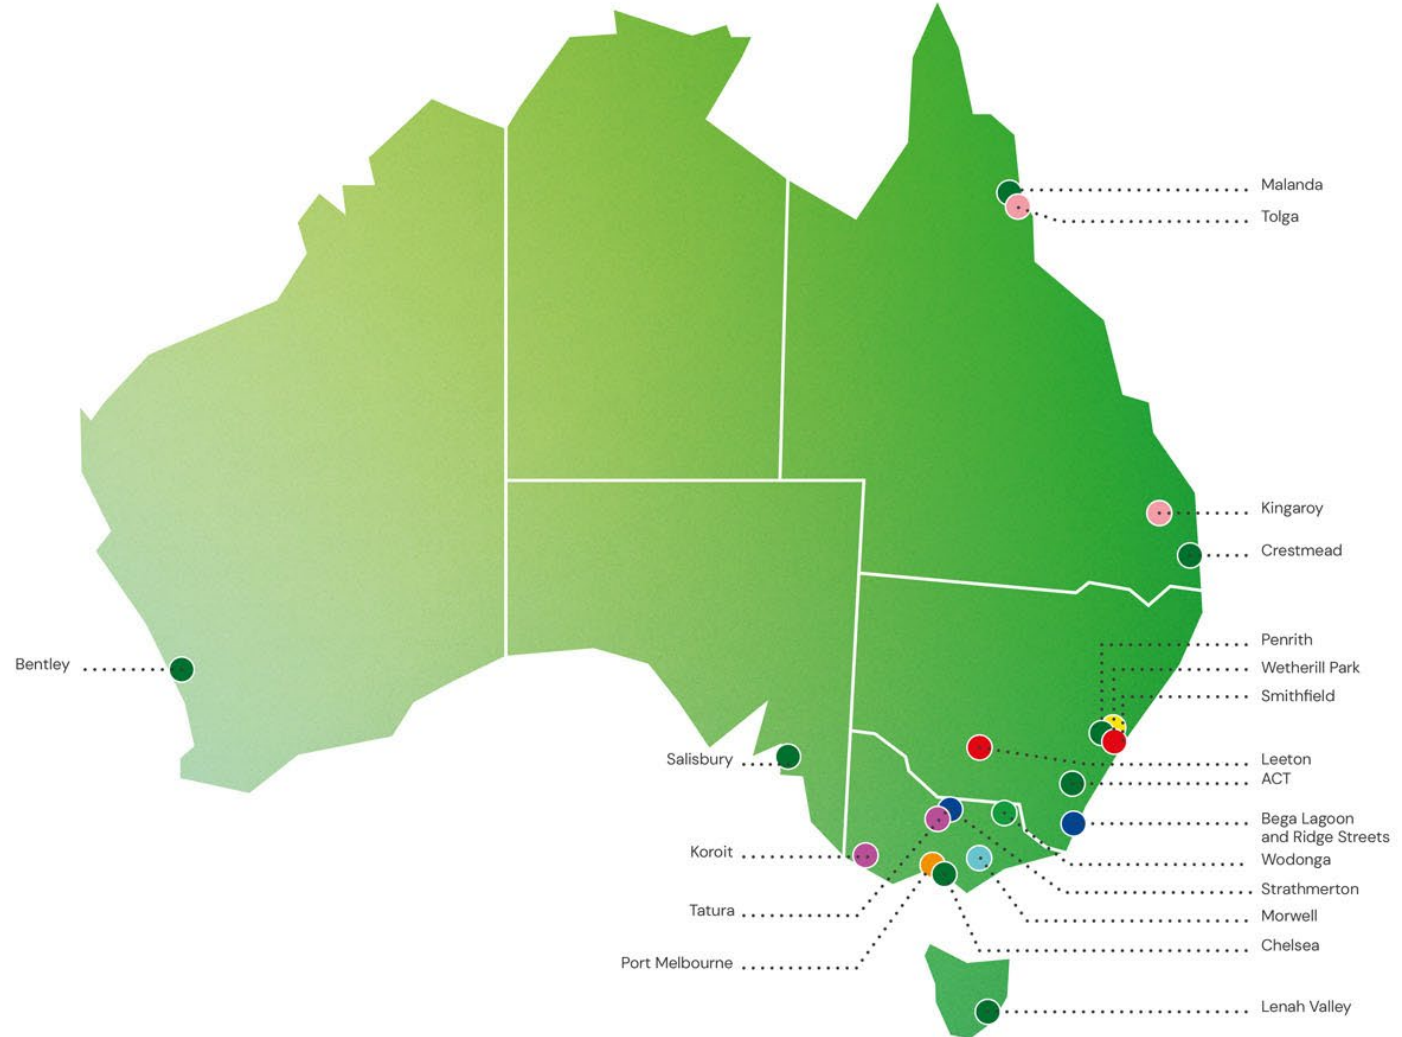 Malanda
Tolga
Kingaroy
Crestmead
Penrith
Bentley
Wetherill Park
Smithfield
Salisbury
Leeton
ACT
Bega Lagoon
and Ridge Streets
Koroit
Wodonga
Strathmerton
Tatura
Morwell
Chelsea
Port Melbourne
Lenah Valley